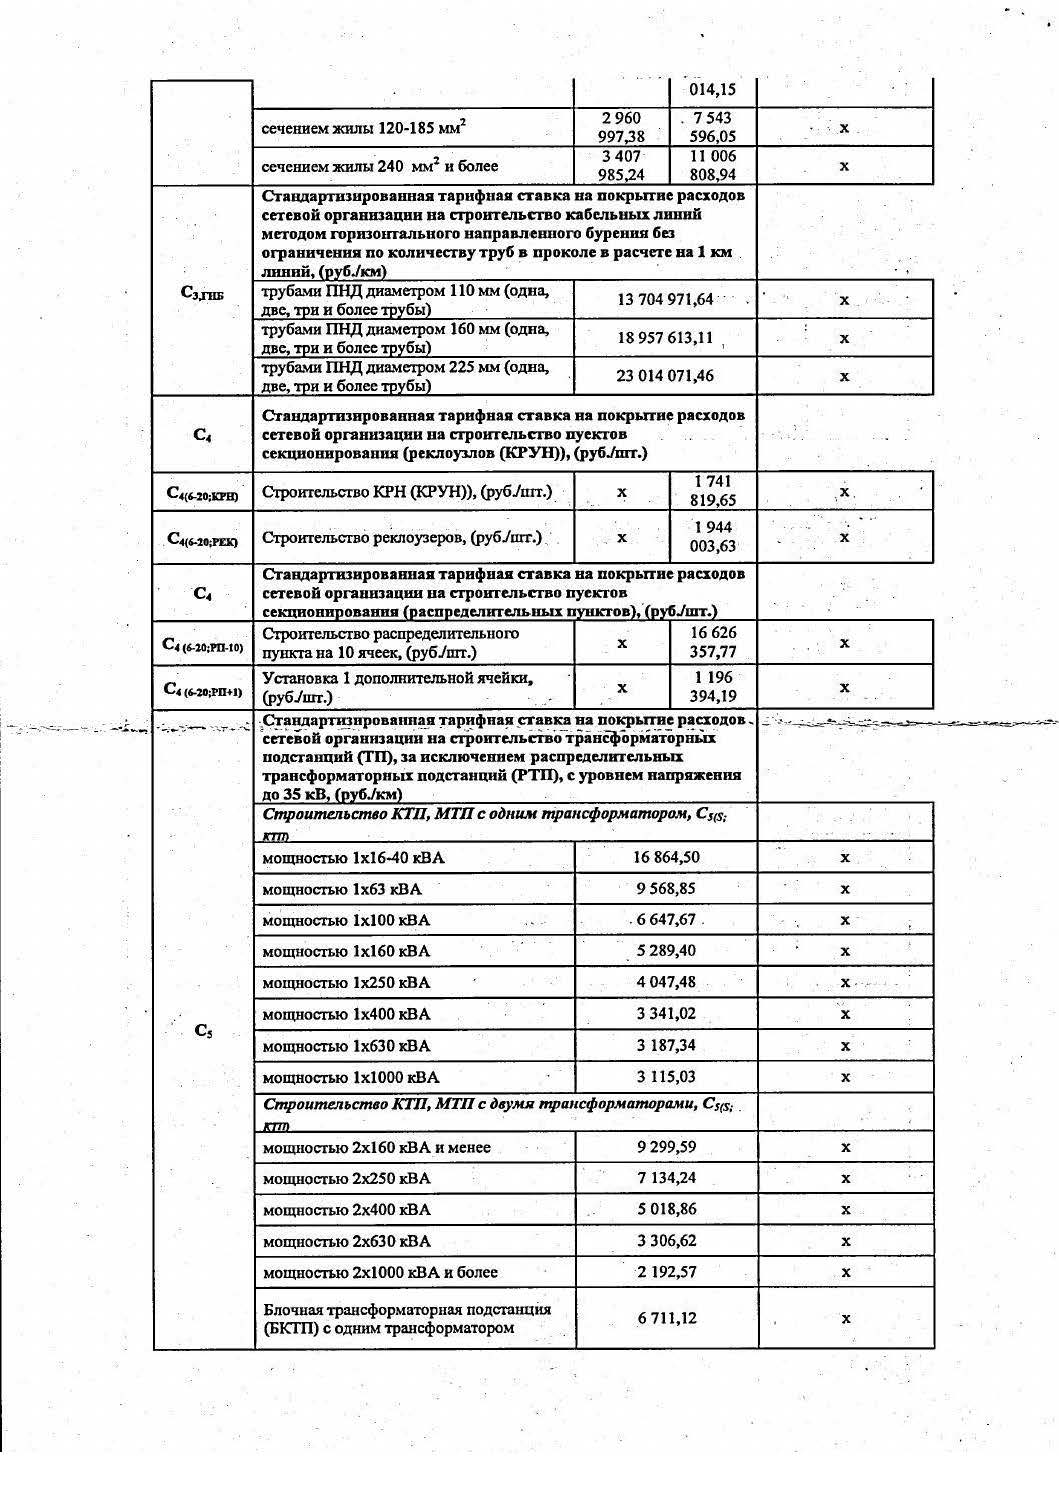 014,15
сечением жилы 120-185 мм² 2 960 997,38 7 543 596,05 х
сечением жилы 240 мм² и более 3 407 985,24 11 006 808,94 х
С3,ГНБ
Стандартизированная тарифная ставка на покрытие расходов
сетевой организации на строительство кабельных линий
методом горизонтального направленного бурения без
ограничения по количеству труб в проколе в расчете на 1 км
линий, (руб./км)
трубами ПНД диаметром 110 мм (одна,
две, три и более трубы) 13 704 971,64 х
трубами ПНД диаметром 160 мм (одна,
две, три и более трубы) 18 957 613,11 х
трубами ПНД диаметром 225 мм (одна,
две, три и более трубы) 23 014 071,46 х
С4
Стандартизированная тарифная ставка на покрытие расходов
сетевой организации на строительство пуектов
секционирования (реклоузлов (КРУН)), (руб./шт.)
С4(6-20;КРН) Строительство КРН (КРУН)), (руб./шт.) х 1 741 819,65 х
С4(6-20;РЕК) Строительство реклоузеров, (руб./шт.) х 1 944 003,63 х
С4
Стандартизированная тарифная ставка на покрытие расходов
сетевой организации на строительство пуектов
секционирования (распределительных пунктов), (руб./шт.)
С4 (6-20;РП-10) Строительство распределительного
пункта на 10 ячеек, (руб./шт.) х 16 626 357,77 х
С4 (6-20;РП+1) Установка 1 дополнительной ячейки,
(руб./шт.) х 1 196 394,19 х
С5
Стандартизированная тарифная ставка на покрытие расходов
сетевой организации на строительство трансформаторных
подстанций (ТП), за исключением распределительных
трансформаторных подстанций (РТП), с уровнем напряжения
до 35 кВ, (руб./км)
Строительство КТП, МТП с одним трансформатором, С5(S;
КТП)
мощностью 1х16-40 кВА 16 864,50 х
мощностью 1х63 кВА 9 568,85 х
мощностью 1х100 кВА 6 647,67 х
мощностью 1х160 кВА 5 289,40 х
мощностью 1х250 кВА 4 047,48 х
мощностью 1х400 кВА 3 341,02 х
мощностью 1х630 кВА 3 187,34 х
мощностью 1х1000 кВА 3 115,03 х
Строительство КТП, МТП с двумя трансформаторами, С5(S;
КТП)
мощностью 2х160 кВА и менее 9 299,59 х
мощностью 2х250 кВА 7 134,24 х
мощностью 2х400 кВА 5 018,86 х
мощностью 2х630 кВА 3 306,62 х
мощностью 2х1000 кВА и более 2 192,57 х
Блочная трансформаторная подстанция
(БКТП) с одним трансформатором 6 711,12 х